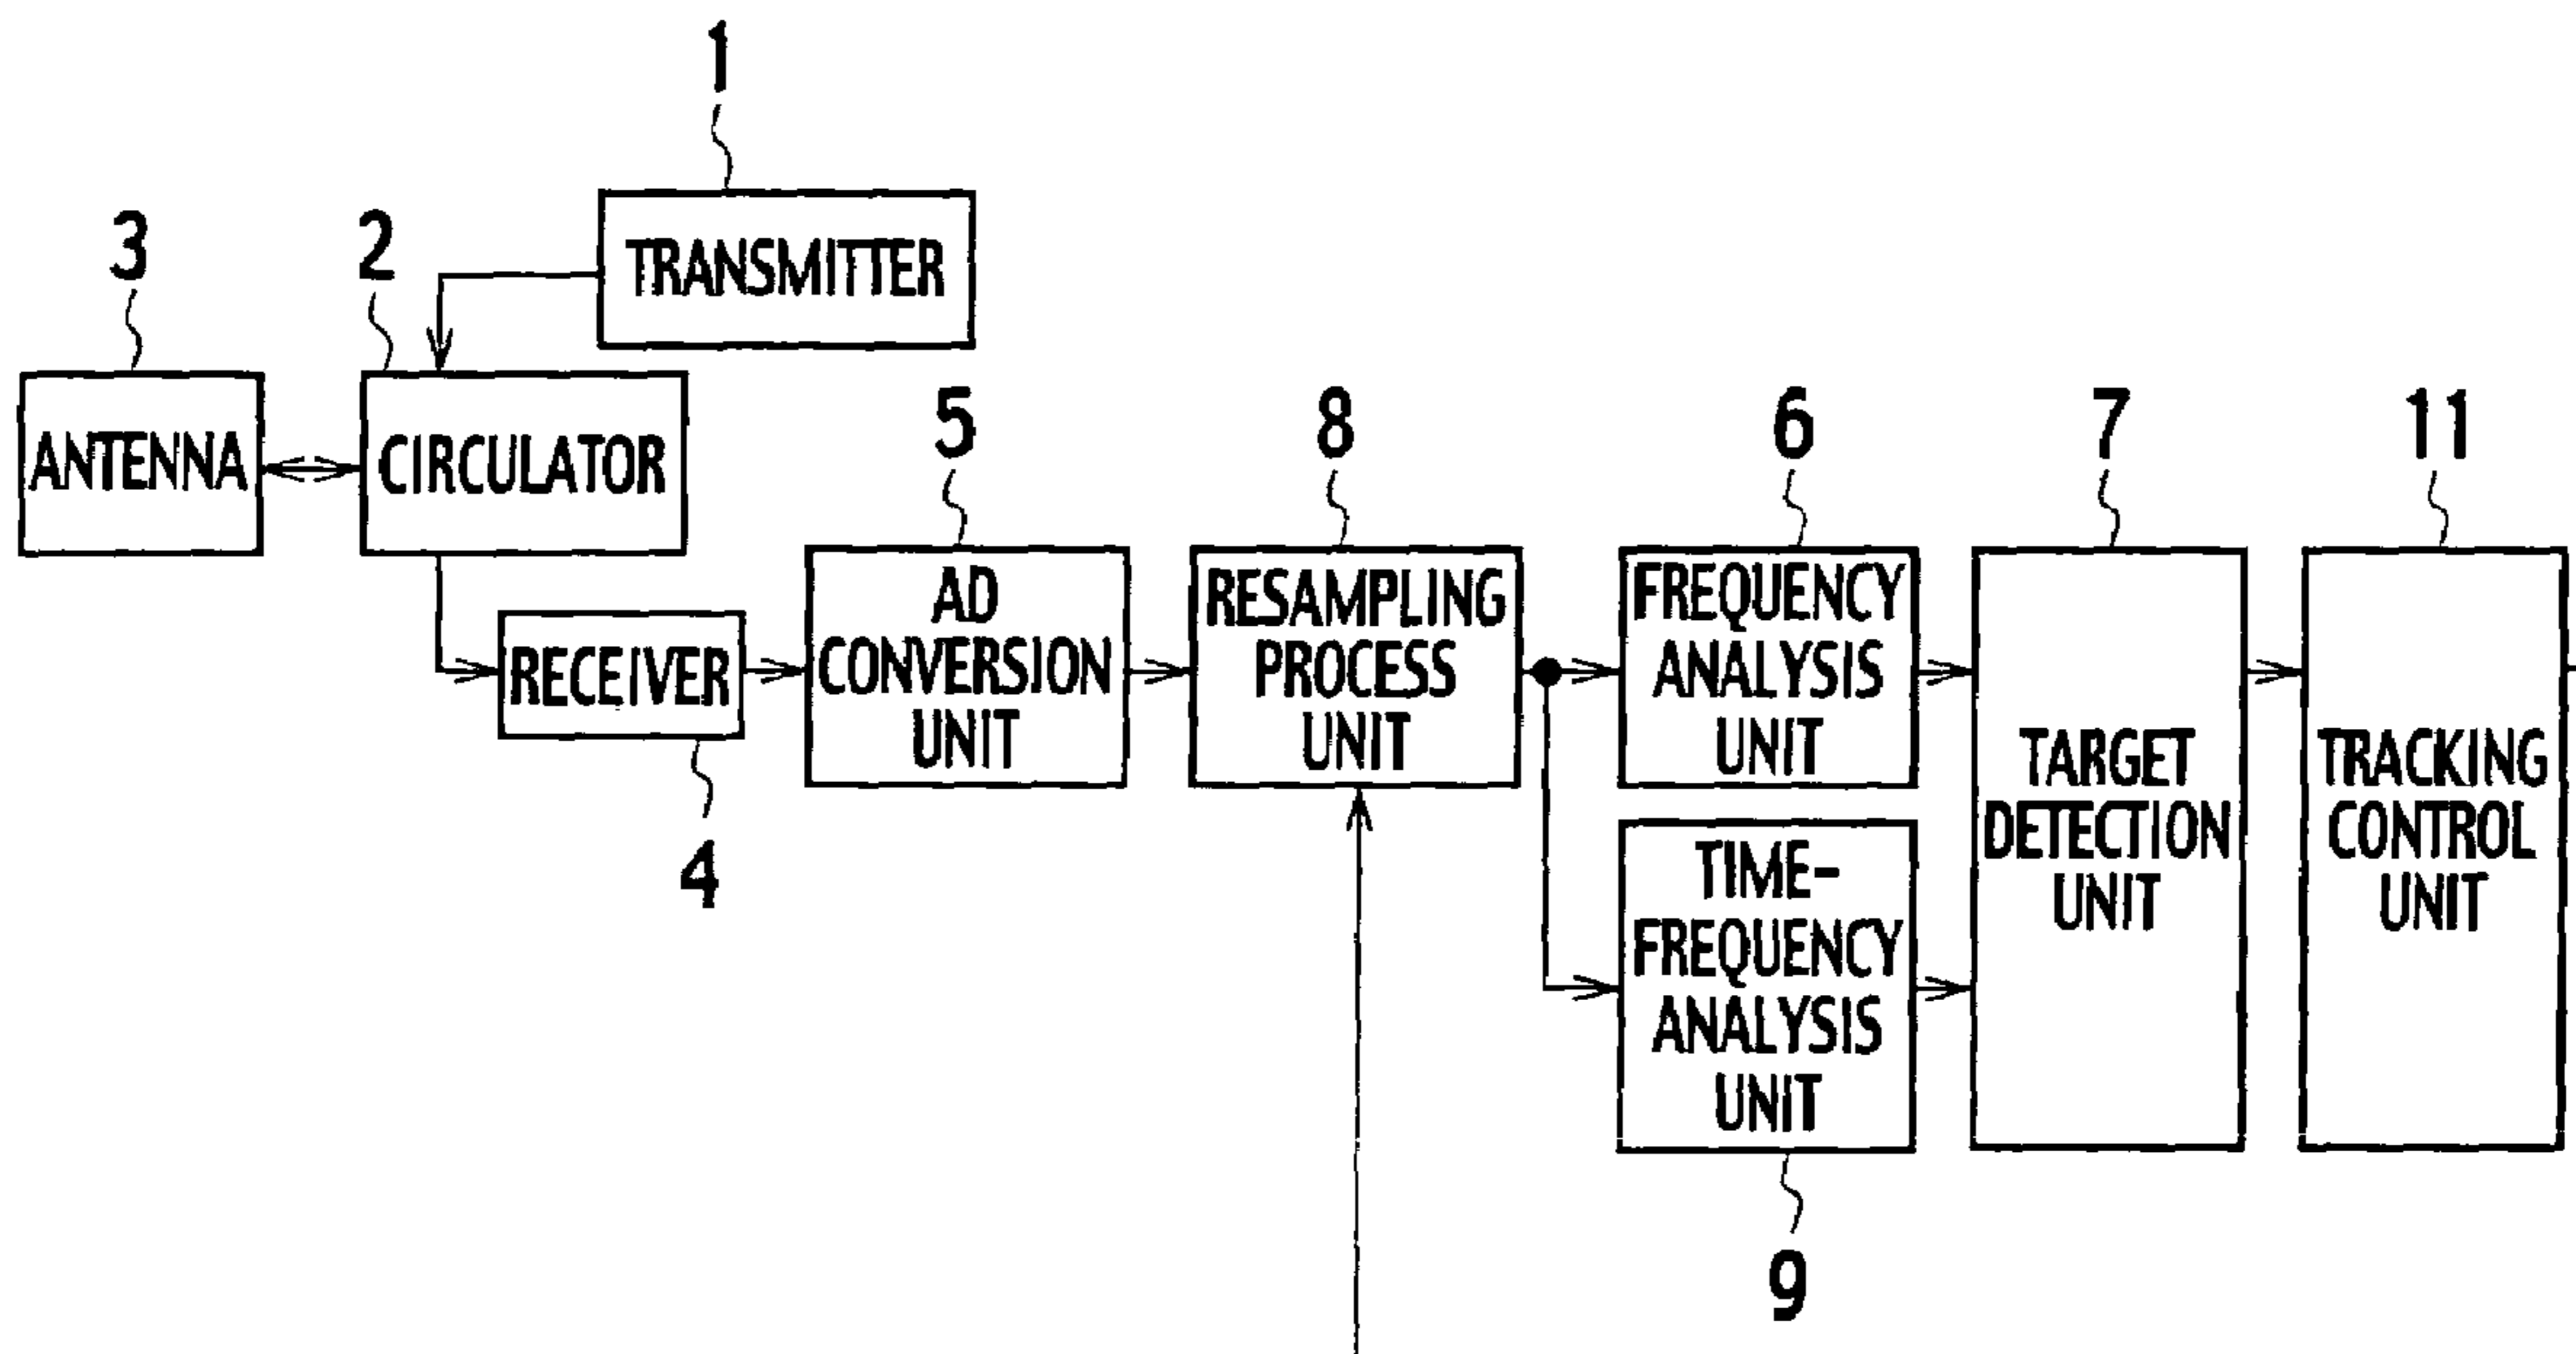 1
TRANSMITTER
3
2
ANTENNA
CIRCULATOR
RECEIVER
4
5
AD
CONVERSION
UNIT
8
RESAMPLING
PROCESS
UNIT
6
FREQUENCY
ANALYSIS
UNIT
TIME-
FREQUENCY
ANALYSIS
UNIT
9
7
TARGET
DETECTION
UNIT
11
TRACKING
CONTROL
UNIT